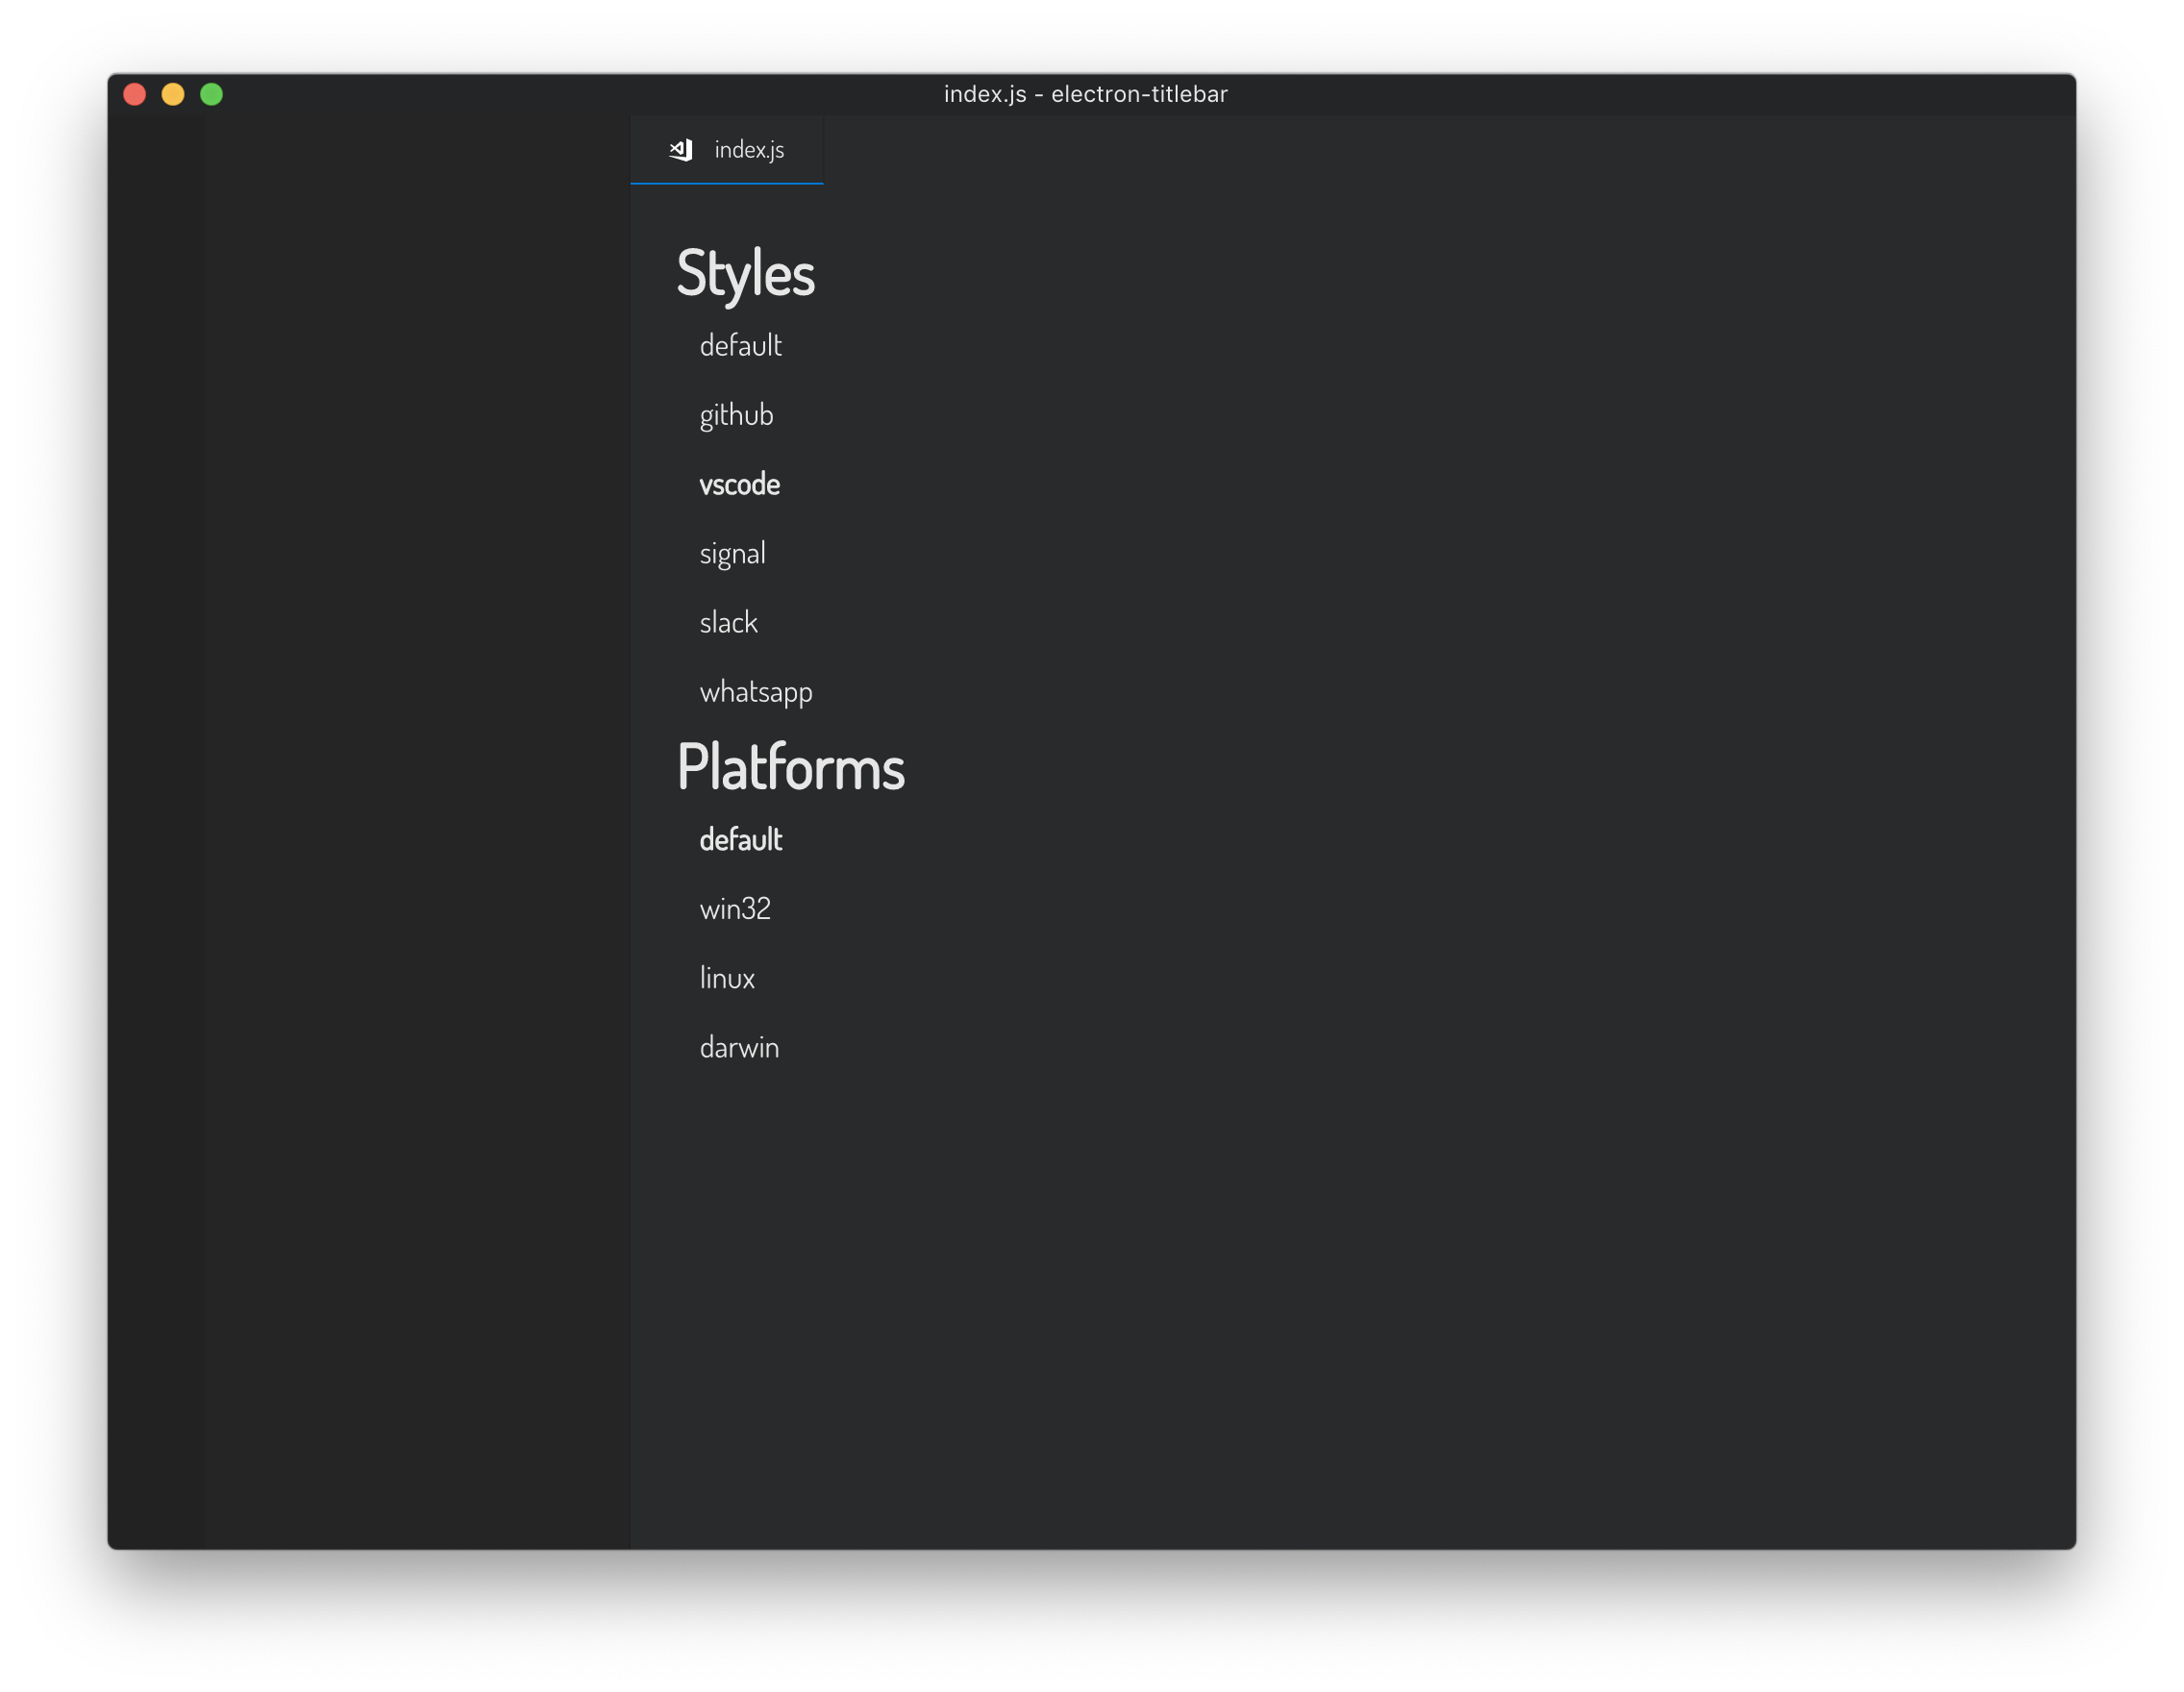 index.js - electron-titlebar
index.js
Styles
default
github
vscode
signal
slack
whatsapp
Platforms
default
win32
linux
darwin